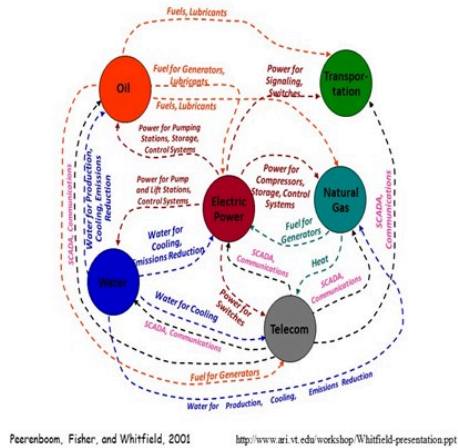 Fuels, Lubricants
Oil
Fuel for Generators,
Lubricants
Fuels, Lubricants
Power for
Signaling,
Switches
Transpor-
tation
Power for Pumping
Stations, Storage,
Control Systems
Power for
Compressors,
Storage, Control
Systems
SCADA, Communications
Water for Production,
Cooling, Emissions
Reduction
Power for Pump
and Lift Stations,
Control Systems
Electric
Power
Natural
Gas
SCADA,
Communications
Water for
Cooling,
Emissions Reduction
Fuel for
Generators
SCADA,
Communications
Heat
Water
Water for Cooling
Power for
Switches
SCADA,
Communications
SCADA, Communications
Telecom
Fuel for Generators
Water for Production, Cooling, Emissions Reduction
Peerenboom, Fisher, and Whitfield, 2001
http://www.ari.vt.edu/workshop/Whitfield-presentation.ppt